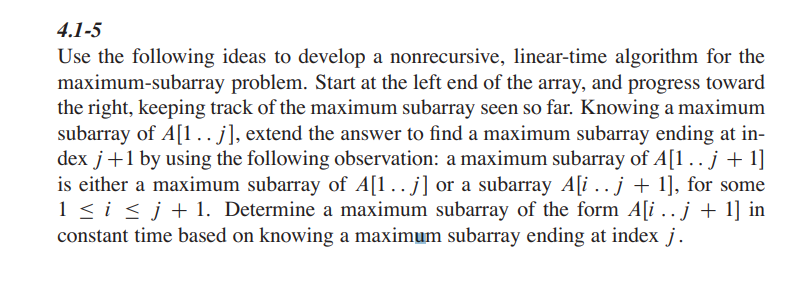 4.1-5
Use the following ideas to develop a nonrecursive, linear-time algorithm for the
maximum-subarray problem. Start at the left end of the array, and progress toward
the right, keeping track of the maximum subarray seen so far. Knowing a maximum
subarray of A[1 . . j], extend the answer to find a maximum subarray ending at in-
dex j +1 by using the following observation: a maximum subarray of A[1 . . j + 1]
is either a maximum subarray of A[1 . . j] or a subarray A[i . . j + 1], for some
1 ≤ i ≤ j + 1. Determine a maximum subarray of the form A[i . . j + 1] in
constant time based on knowing a maximum subarray ending at index j.